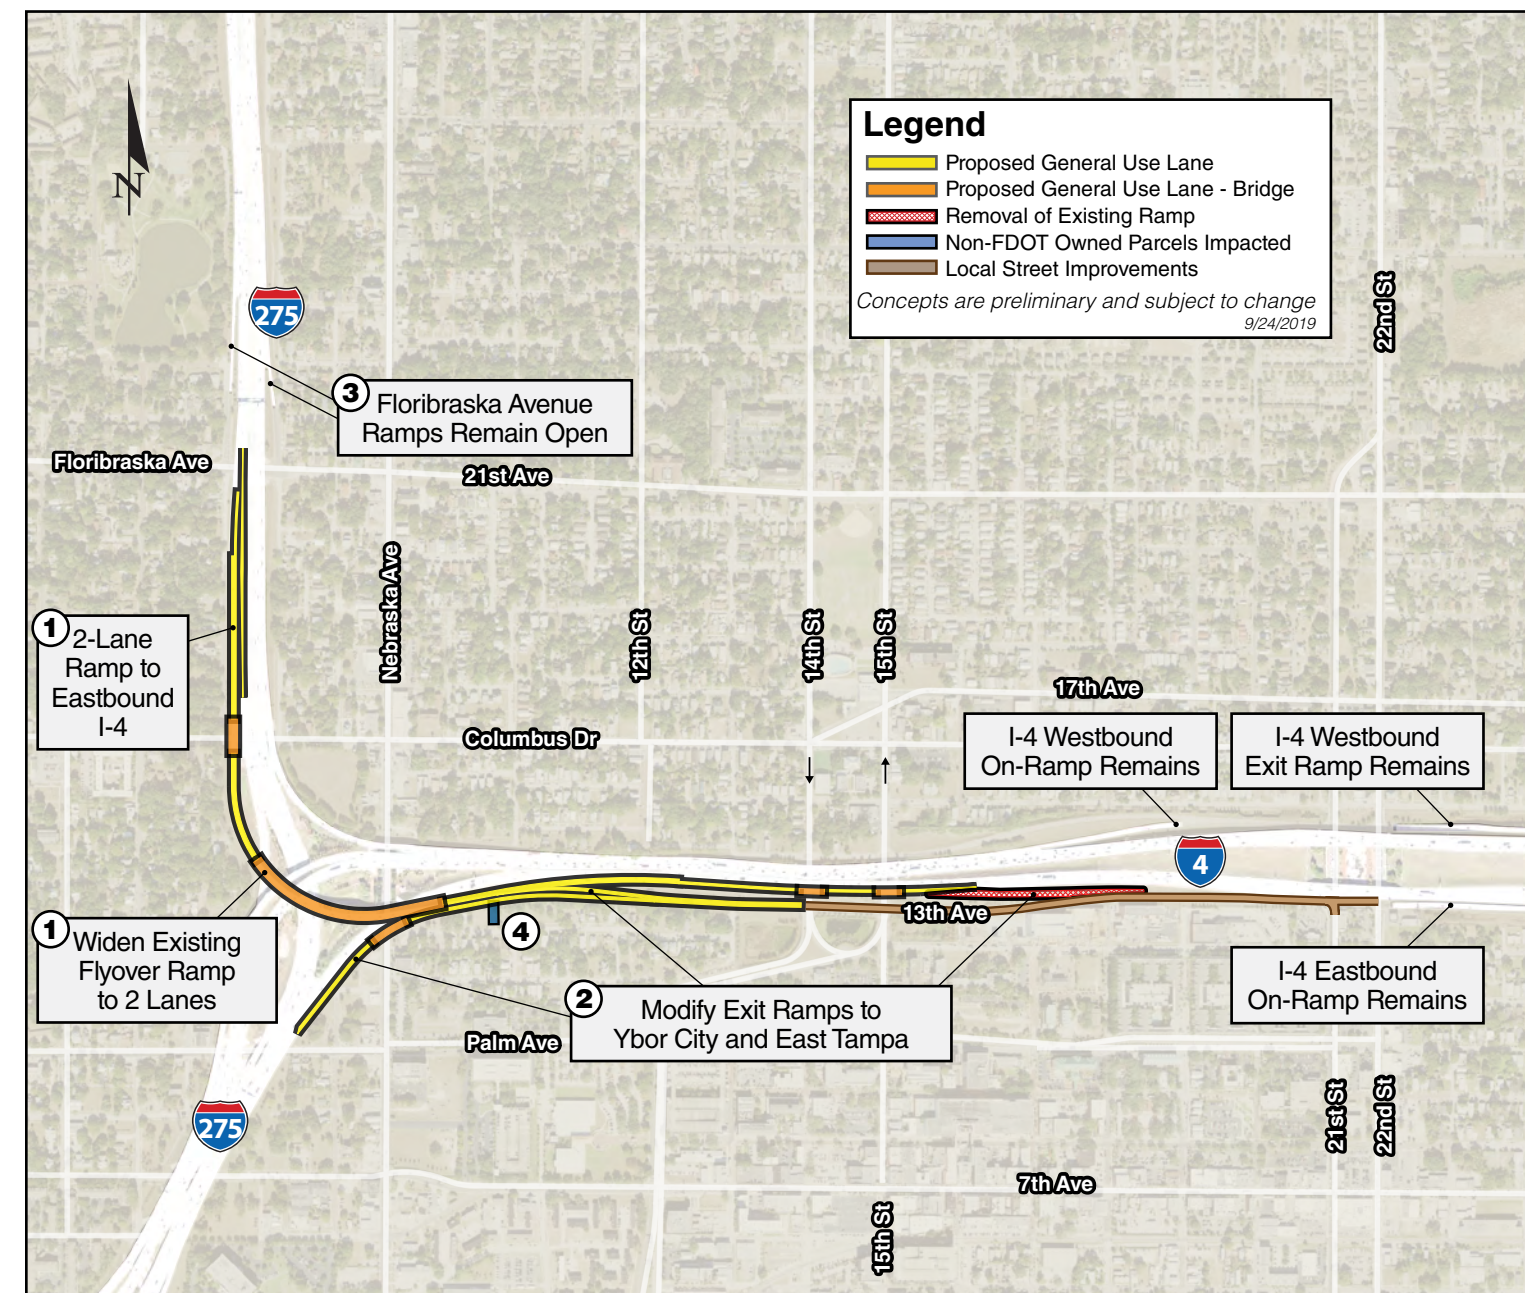 Legend
Proposed General Use Lane
Proposed General Use Lane - Bridge
Removal of Existing Ramp
Non-FDOT Owned Parcels Impacted
Local Street Improvements
Concepts are preliminary and subject to change
9/24/2019
N
275
22nd St
3
Floribraska Avenue
Ramps Remain Open
Floribraska Ave
21st Ave
Nebraska Ave
12th St
14th St
15th St
1
2-Lane
Ramp to
Eastbound
I-4
17th Ave
Columbus Dr
I-4 Westbound
On-Ramp Remains
I-4 Westbound
Exit Ramp Remains
4
13th Ave
1
Widen Existing
Flyover Ramp
to 2 Lanes
4
I-4 Eastbound
On-Ramp Remains
2
Modify Exit Ramps to
Ybor City and East Tampa
Palm Ave
275
21st St
22nd St
7th Ave
15th St